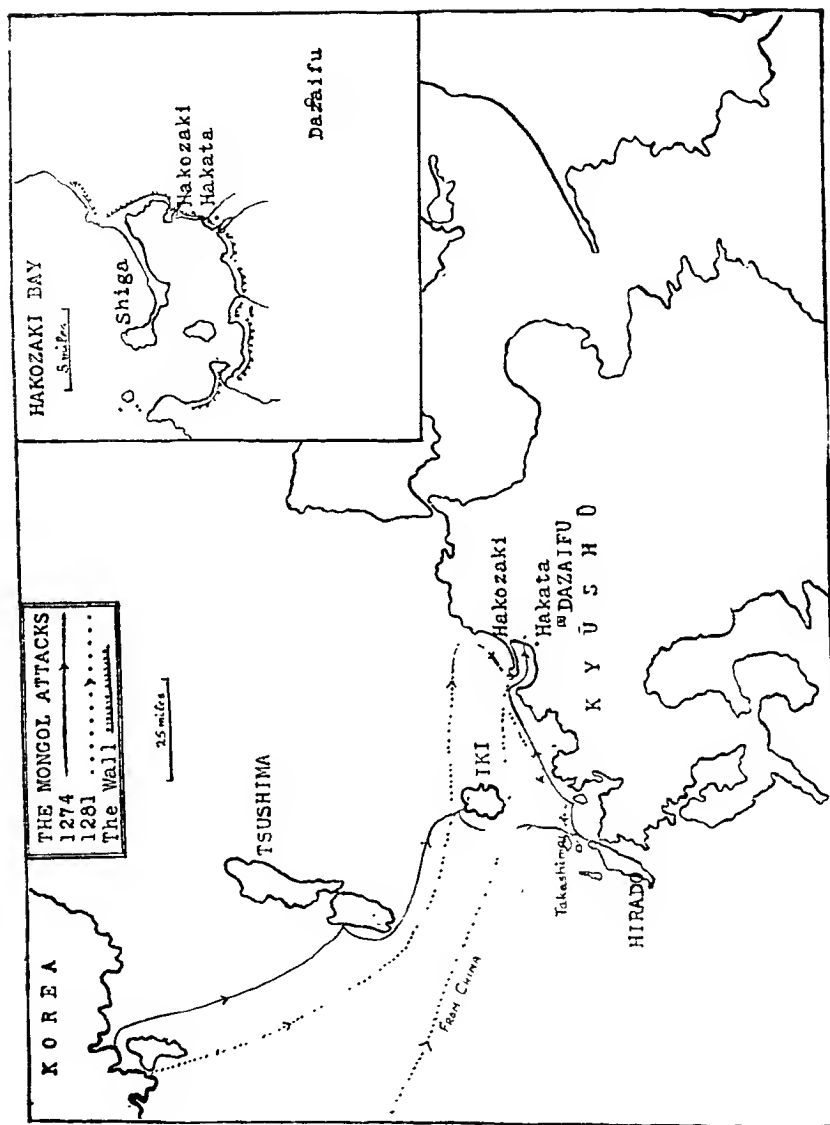 THE MONGOL ATTACKS
1274
1281
The Wall
25 miles
HAKOZAKI BAY
5 miles
Shiga
Hakozaki
Hakata
Dazaifu
KOREA
TSUSHIMA
IKI
Hakozaki
Hakata
DAZAIFU
KYŪSHŪ
Takashima
HIRADO
FROM CHINA